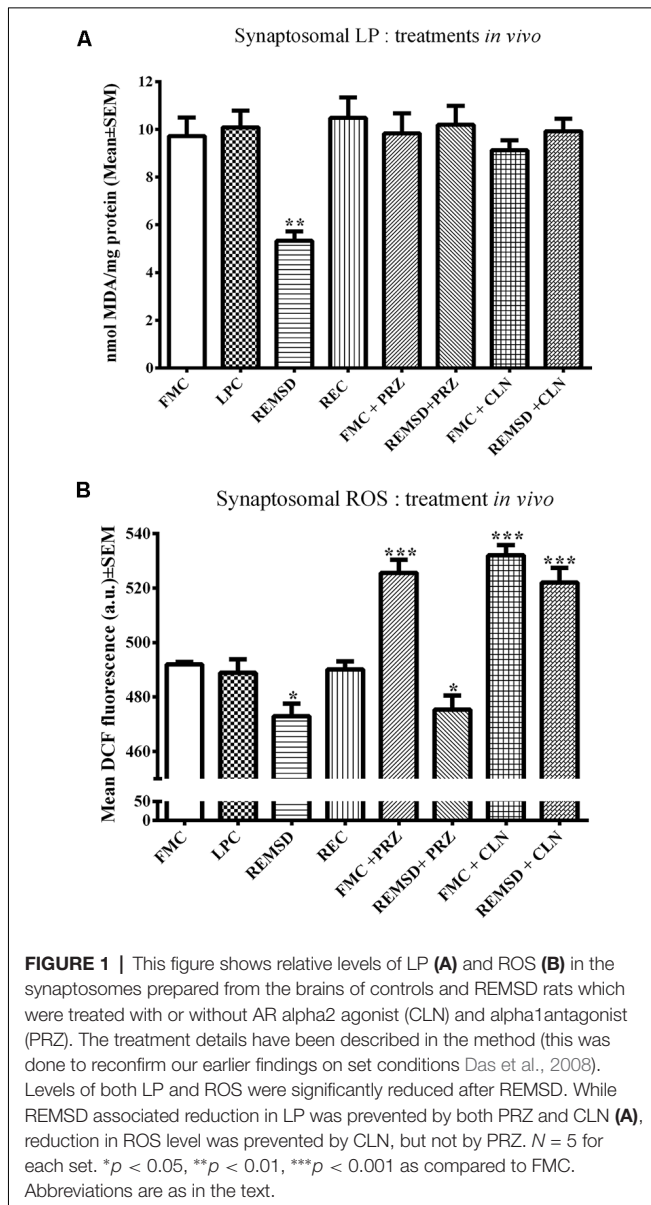 A
Synaptosomal LP : treatments in vivo
nmol MDA/mg protein (Mean±SEM)
12
10
8
6
4
2
0
**
FMC
LPC
REMSD
REC
FMC + PRZ
REMSD+PRZ
FMC + CLN
REMSD +CLN
B
Synaptosomal ROS : treatment in vivo
Mean DCF fluorescence (a.u.)±SEM
540
520
500
480
460
50
0
*
***
*
***
***
FMC
LPC
REMSD
REC
FMC +PRZ
REMSD+ PRZ
FMC + CLN
REMSD + CLN
FIGURE 1 | This figure shows relative levels of LP (A) and ROS (B) in the
synaptosomes prepared from the brains of controls and REMSD rats which
were treated with or without AR alpha2 agonist (CLN) and alpha1antagonist
(PRZ). The treatment details have been described in the method (this was
done to reconfirm our earlier findings on set conditions Das et al., 2008).
Levels of both LP and ROS were significantly reduced after REMSD. While
REMSD associated reduction in LP was prevented by both PRZ and CLN (A),
reduction in ROS level was prevented by CLN, but not by PRZ. N = 5 for
each set. *p < 0.05, **p < 0.01, ***p < 0.001 as compared to FMC.
Abbreviations are as in the text.